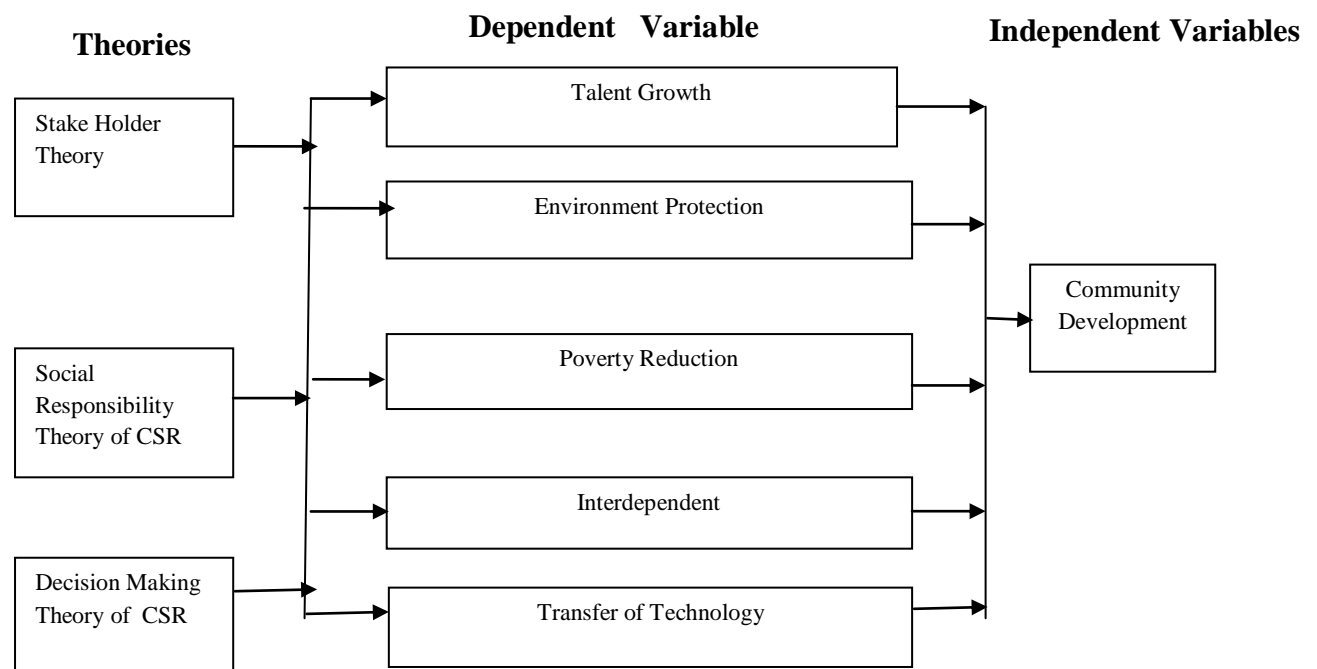 Theories
Dependent Variable
Independent Variables
Stake Holder
Theory
Social
Responsibility
Theory of CSR
Decision Making
Theory of CSR
Talent Growth
Environment Protection
Poverty Reduction
Interdependent
Transfer of Technology
Community
Development